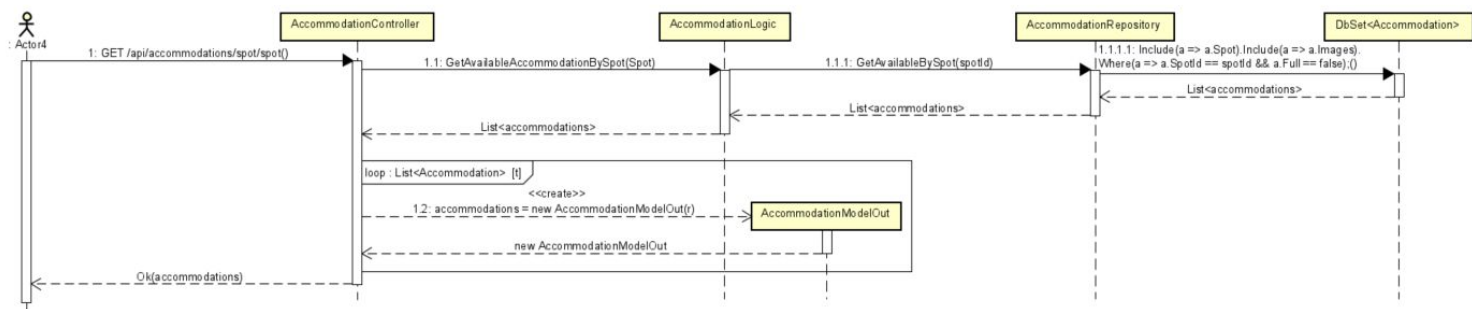 AccommodationController
AccommodationLogic
AccommodationRepository
DbSet<Accommodation>
: Actor4
1: GET /api/accommodations/spot/spot()
1.1: GetAvailableAccommodationBySpot(Spot)
1.1.1: GetAvailableBySpot(spotId)
1.1.1.1: Include(a => a.Spot).Include(a => a.Images).
Where(a => a.SpotId == spotId && a.Full == false);()
List<accommodations>
List<accommodations>
List<accommodations>
loop : List<Accommodation> [t]
<<create>>
1.2: accommodations = new AccommodationModelOut(r)
AccommodationModelOut
new AccommodationModelOut
Ok(accommodations)